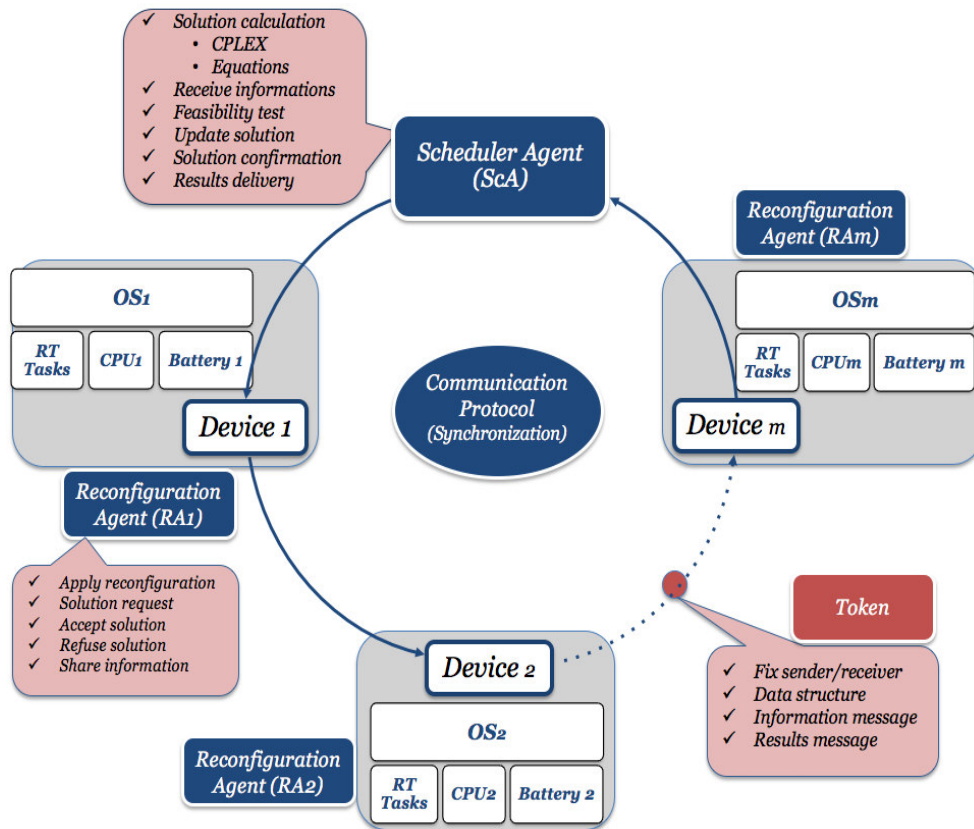 ✓ Solution calculation
• CPLEX
• Equations
✓ Receive informations
✓ Feasibility test
✓ Update solution
✓ Solution confirmation
✓ Results delivery
Scheduler Agent
(ScA)
Reconfiguration
Agent (RAm)
OS1
RT
Tasks
CPU1
Battery 1
Device 1
OSm
RT
Tasks
CPUm
Battery m
Device m
Communication
Protocol
(Synchronization)
Reconfiguration
Agent (RA1)
✓ Apply reconfiguration
✓ Solution request
✓ Accept solution
✓ Refuse solution
✓ Share information
Token
✓ Fix sender/receiver
✓ Data structure
✓ Information message
✓ Results message
Device 2
OS2
RT
Tasks
CPU2
Battery 2
Reconfiguration
Agent (RA2)